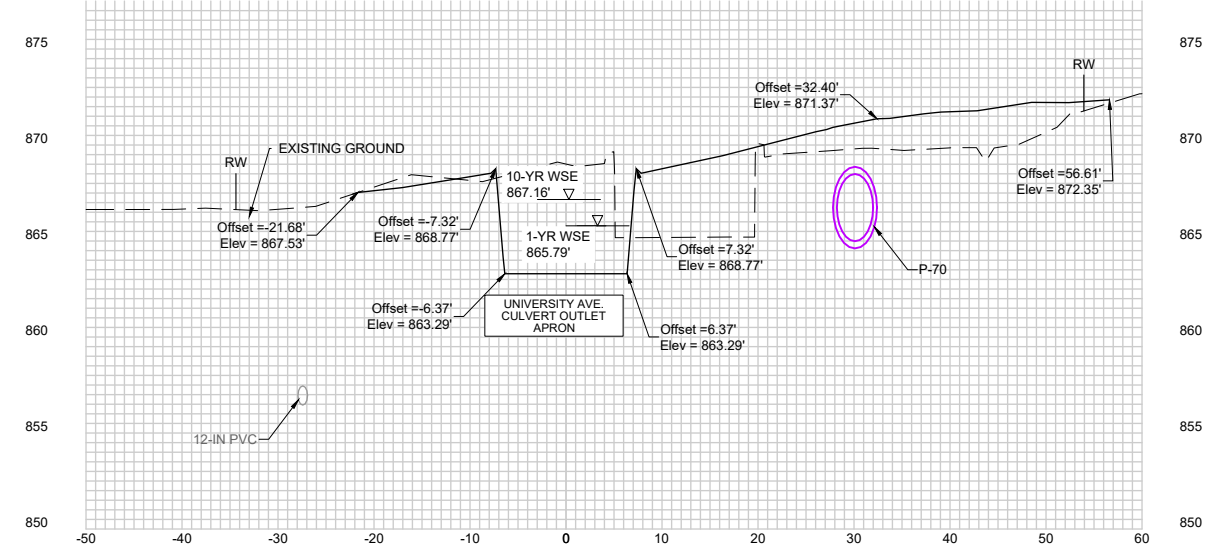 875
875
RW
Offset =32.40'
Elev = 871.37'
870
870
EXISTING GROUND
RW
10-YR WSE
867.16'
Offset =56.61'
Elev = 872.35'
Offset =-21.68'
Elev = 867.53'
Offset =-7.32'
Elev = 868.77'
865
865
1-YR WSE
865.79'
Offset =7.32'
Elev = 868.77'
P-70
Offset =-6.37'
Elev = 863.29'
UNIVERSITY AVE.
CULVERT OUTLET
APRON
Offset =6.37'
Elev = 863.29'
860
860
855
855
12-IN PVC
850
850
-50
-40
-30
-20
-10
0
10
20
30
40
50
60